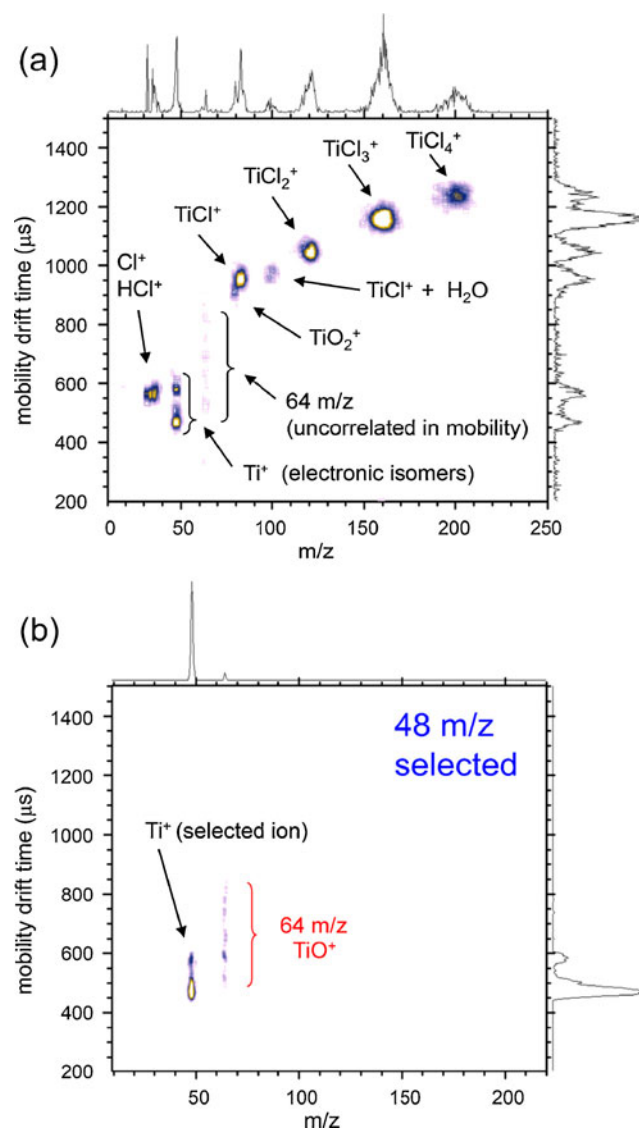 (a)
1400
1200
1000
800
600
400
200
mobility drift time (µs)
TiCl₄⁺
TiCl₃⁺
TiCl₂⁺
TiCl⁺
Cl⁺
HCl⁺
TiCl⁺ + H₂O
TiO₂⁺
64 m/z
(uncorrelated in mobility)
Ti⁺ (electronic isomers)
0 50 100 150 200 250
m/z
(b)
1400
1200
1000
800
600
400
200
mobility drift time (µs)
48 m/z
selected
Ti⁺ (selected ion)
64 m/z
TiO⁺
50 100 150 200
m/z